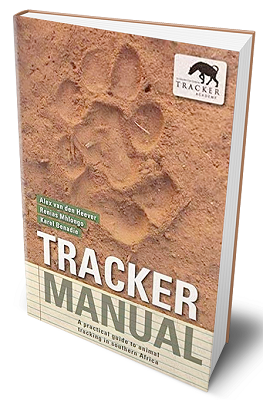 TRACKER
ACADEMY
Alex van den Heever
Renias Mhlongo
Karel Benadie
TRACKER
MANUAL
A practical guide to animal
tracking in southern Africa